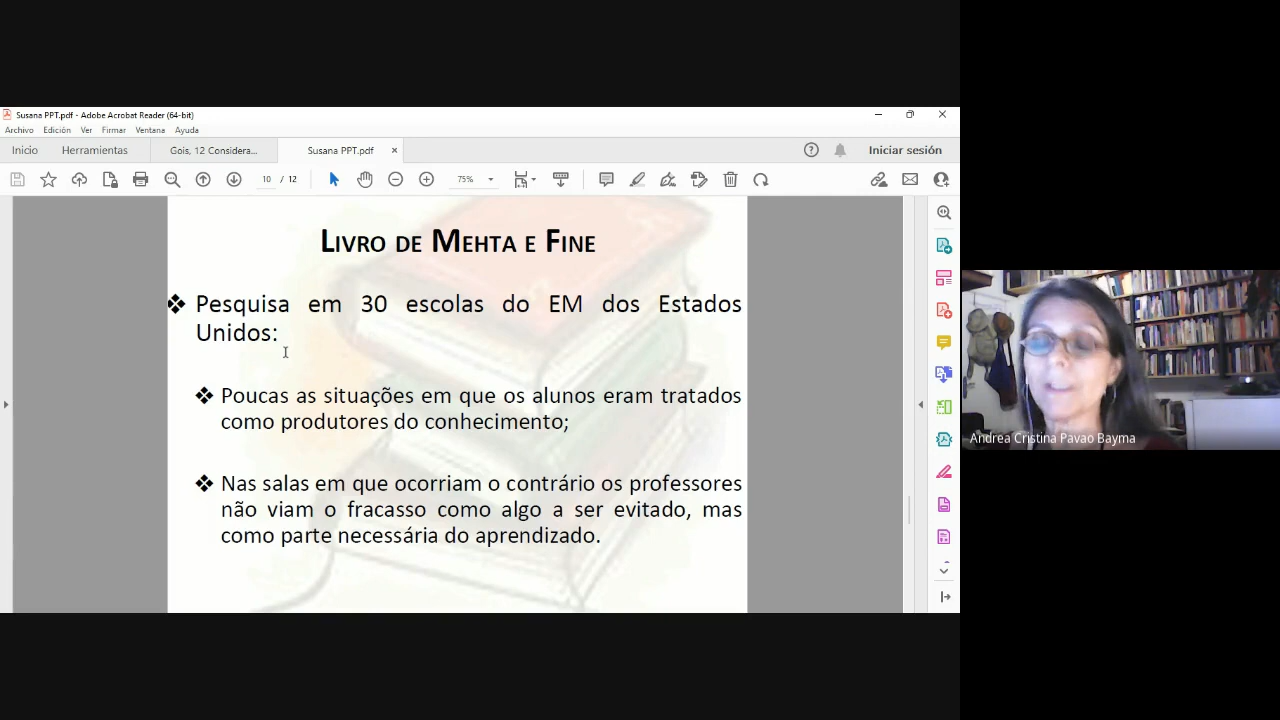 Susana PPT.pdf - Adobe Acrobat Reader (64-bit)
Archivo Edición Ver Firmar Ventana Ayuda
Inicio Herramientas Gois, 12 Considera... Susana PPT.pdf × Iniciar sesión
10 / 12 75%
LIVRO DE MEHTA E FINE
❖ Pesquisa em 30 escolas do EM dos Estados
Unidos:
❖ Poucas as situações em que os alunos eram tratados
como produtores do conhecimento;
❖ Nas salas em que ocorriam o contrário os professores
não viam o fracasso como algo a ser evitado, mas
como parte necessária do aprendizado.
Andrea Cristina Pavao Bayma